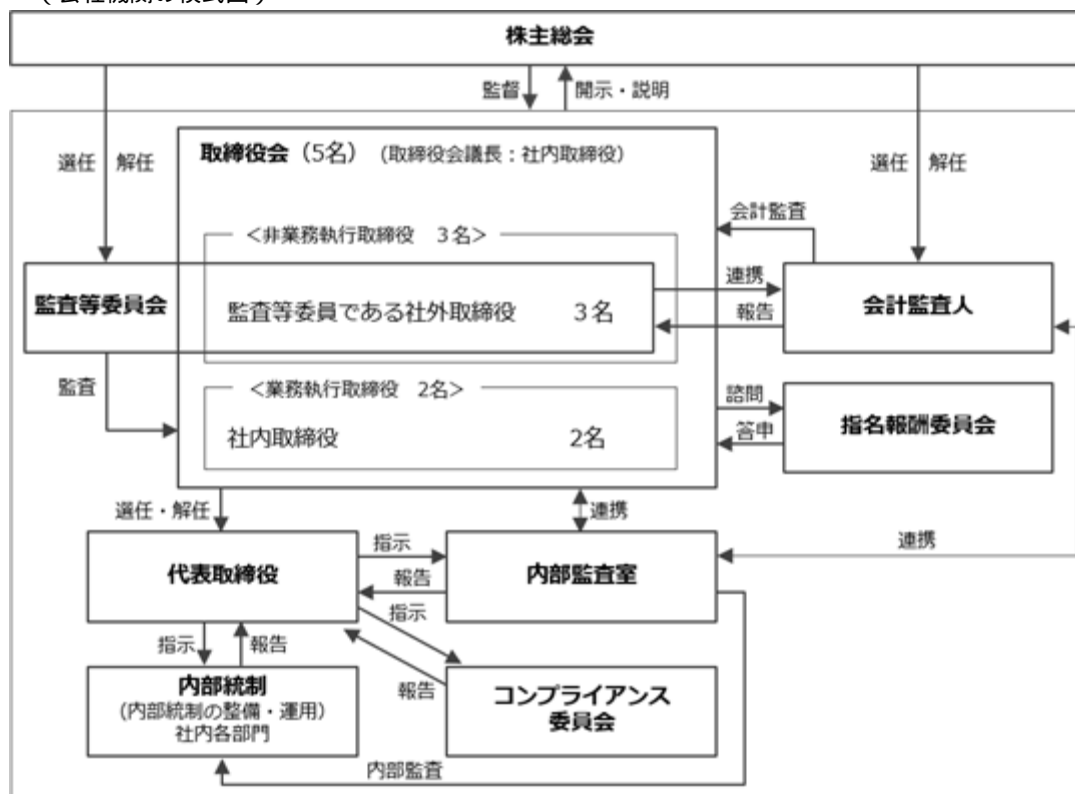 (会社機関の模式図)
株主総会
監督
開示・説明
選任
解任
取締役会(5名) (取締役会議長:社内取締役)
選任
解任
会計監査
<非業務執行取締役 3名>
監査等委員会
監査等委員である社外取締役 3名
連携
報告
会計監査人
監査
<業務執行取締役 2名>
社内取締役 2名
諮問
答申
指名報酬委員会
選任・解任
連携
代表取締役
指示
報告
内部監査室
連携
指示
指示
報告
報告
内部統制
(内部統制の整備・運用)
社内各部門
コンプライアンス
委員会
内部監査